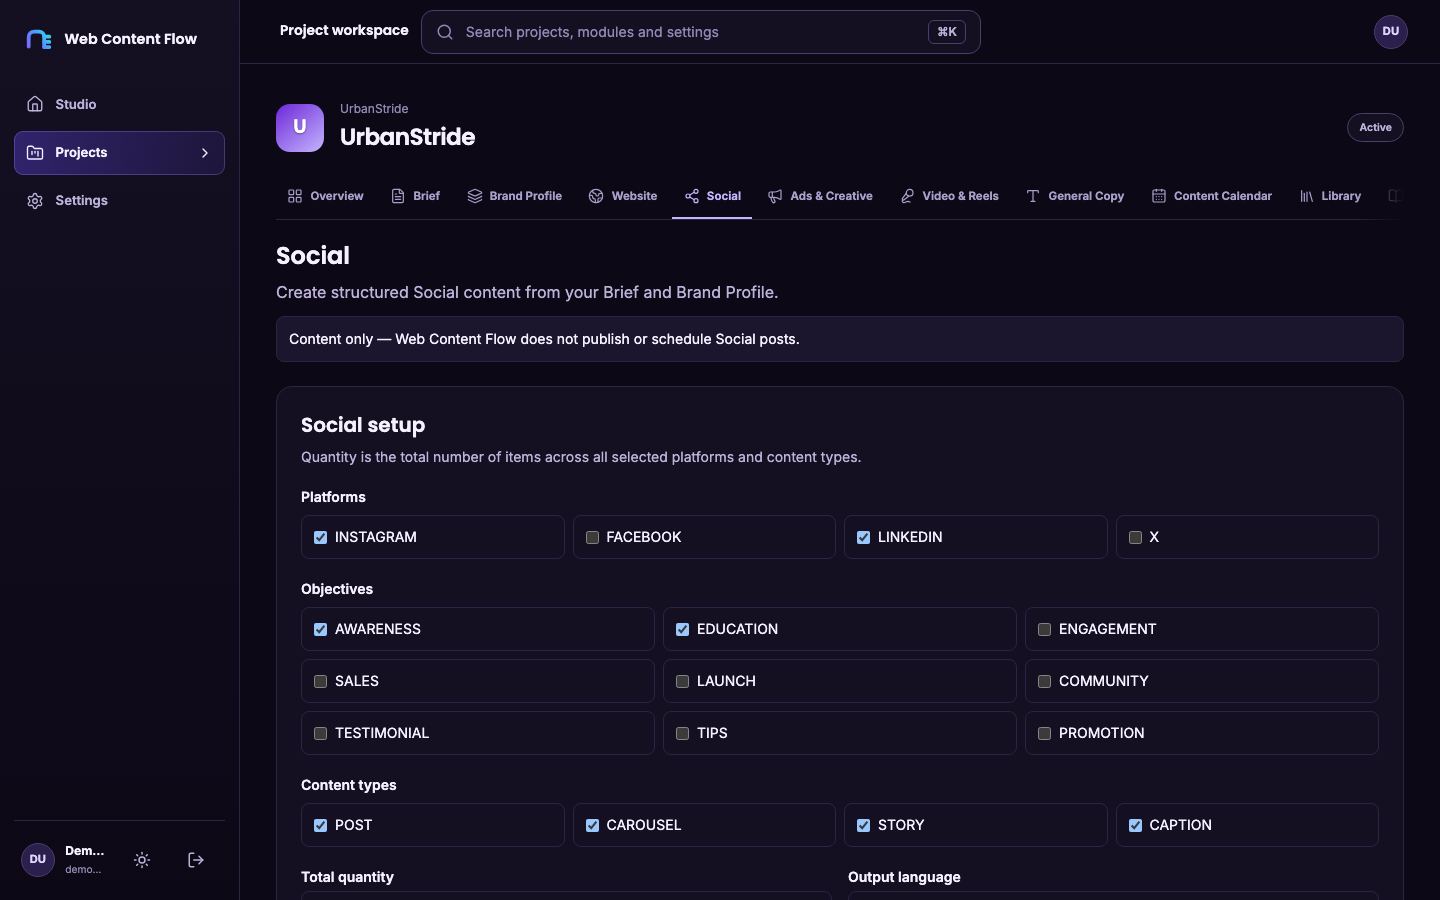 Web Content Flow
Project workspace
Search projects, modules and settings
⌘K
DU
Studio
Projects
Settings
U
UrbanStride
UrbanStride
Active
Overview
Brief
Brand Profile
Website
Social
Ads & Creative
Video & Reels
General Copy
Content Calendar
Library
Social
Create structured Social content from your Brief and Brand Profile.
Content only — Web Content Flow does not publish or schedule Social posts.
Social setup
Quantity is the total number of items across all selected platforms and content types.
Platforms
INSTAGRAM
FACEBOOK
LINKEDIN
X
Objectives
AWARENESS
EDUCATION
ENGAGEMENT
SALES
LAUNCH
COMMUNITY
TESTIMONIAL
TIPS
PROMOTION
Content types
POST
CAROUSEL
STORY
CAPTION
Total quantity
Output language
DU
Dem...
demo...